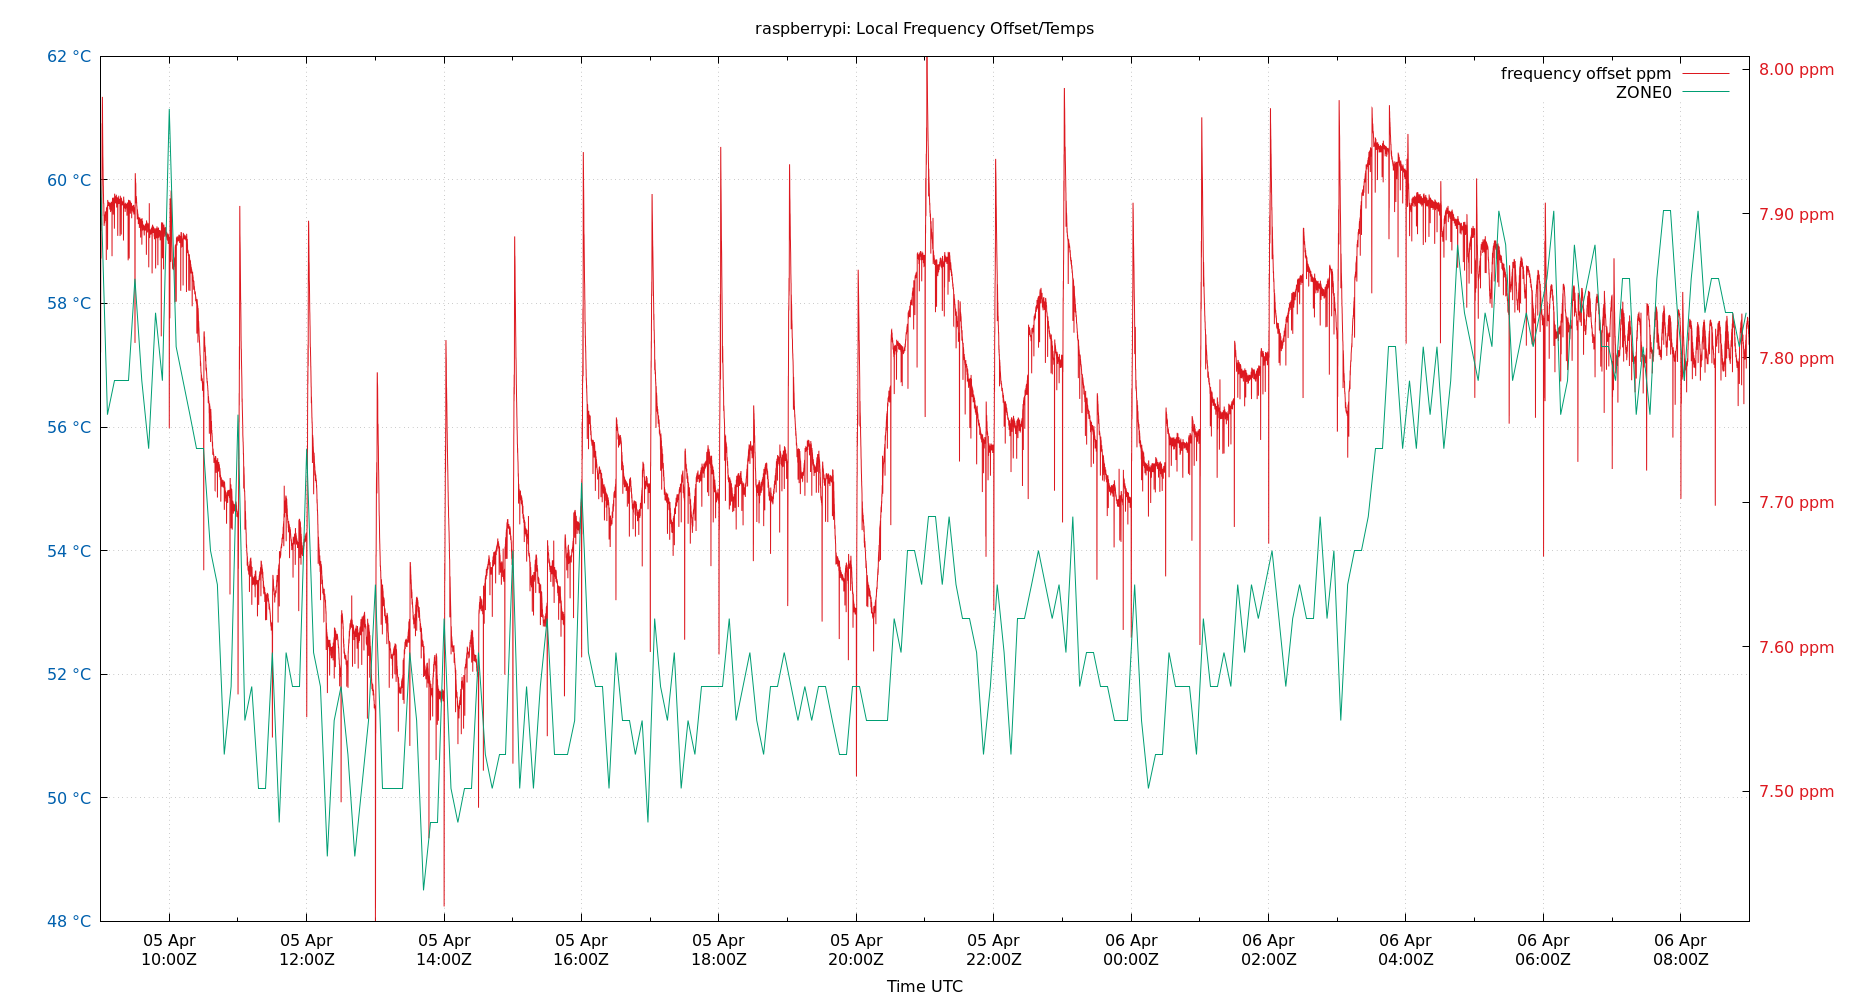 raspberrypi: Local Frequency Offset/Temps
62 °C
60 °C
58 °C
56 °C
54 °C
52 °C
50 °C
48 °C
8.00 ppm
7.90 ppm
7.80 ppm
7.70 ppm
7.60 ppm
7.50 ppm
frequency offset ppm
ZONE0
05 Apr
10:00Z
05 Apr
12:00Z
05 Apr
14:00Z
05 Apr
16:00Z
05 Apr
18:00Z
05 Apr
20:00Z
05 Apr
22:00Z
06 Apr
00:00Z
06 Apr
02:00Z
06 Apr
04:00Z
06 Apr
06:00Z
06 Apr
08:00Z
Time UTC